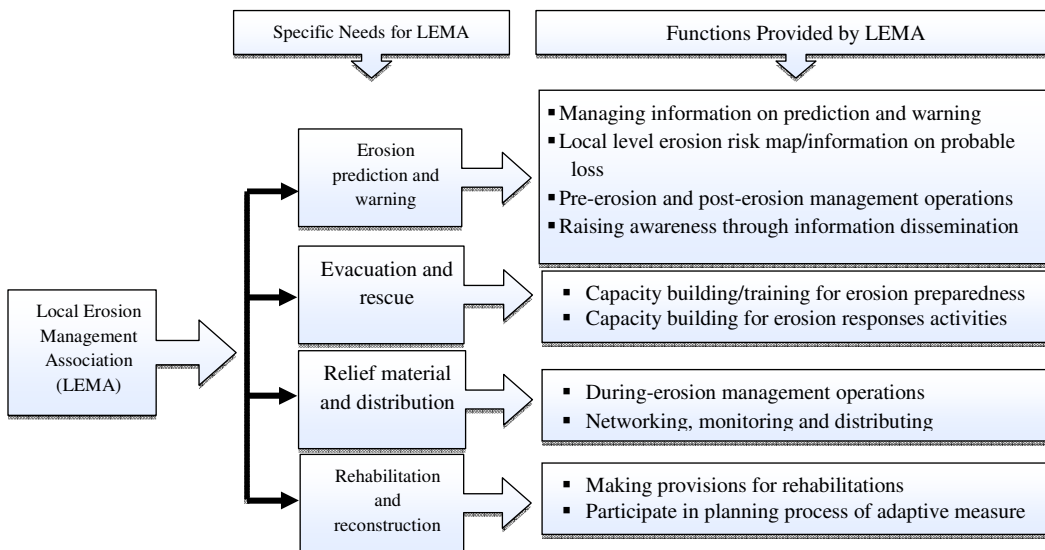 Specific Needs for LEMA
Functions Provided by LEMA
Local Erosion
Management
Association
(LEMA)
Erosion
prediction and
warning
▪ Managing information on prediction and warning
▪ Local level erosion risk map/information on probable
loss
▪ Pre-erosion and post-erosion management operations
▪ Raising awareness through information dissemination
Evacuation and
rescue
▪ Capacity building/training for erosion preparedness
▪ Capacity building for erosion responses activities
Relief material
and distribution
▪ During-erosion management operations
▪ Networking, monitoring and distributing
Rehabilitation
and
reconstruction
▪ Making provisions for rehabilitations
▪ Participate in planning process of adaptive measure